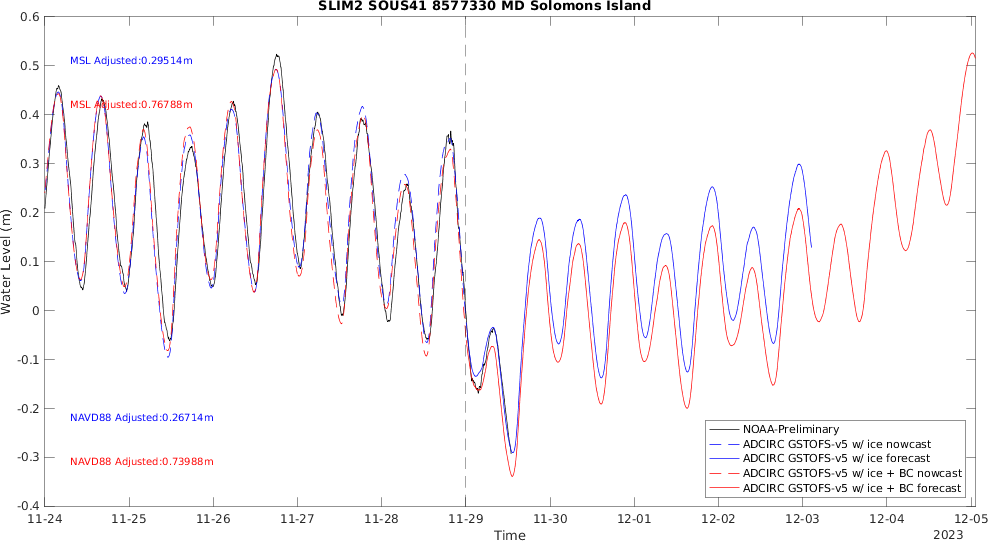 SLIM2 SOUS41 8577330 MD Solomons Island
0.6
0.5
0.4
0.3
0.2
0.1
0
-0.1
-0.2
-0.3
-0.4
Water Level (m)
MSL Adjusted:0.29514m
MSL Adjusted:0.76788m
NAVD88 Adjusted:0.26714m
NAVD88 Adjusted:0.73988m
NOAA-Preliminary
ADCIRC GSTOFS-v5 w/ ice nowcast
ADCIRC GSTOFS-v5 w/ ice forecast
ADCIRC GSTOFS-v5 w/ ice + BC nowcast
ADCIRC GSTOFS-v5 w/ ice + BC forecast
11-24 11-25 11-26 11-27 11-28 11-29 11-30 12-01 12-02 12-03 12-04 12-05
Time
2023